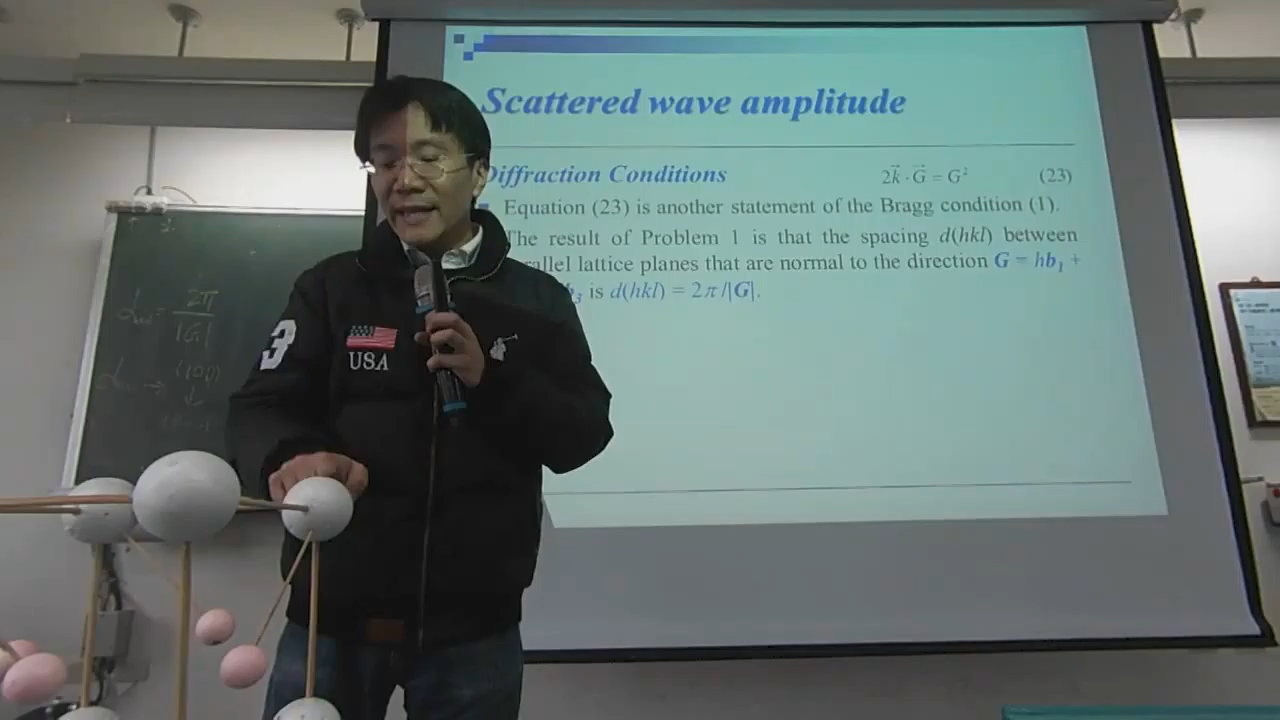 Scattered wave amplitude
Diffraction Conditions 2k⃗ · G⃗ = G² (23)
Equation (23) is another statement of the Bragg condition (1).
The result of Problem 1 is that the spacing d(hkl) between
lattice planes that are normal to the direction G = hb₁ +
is d(hkl) = 2π/|G|.
3
USA
2π
|G|
(100)